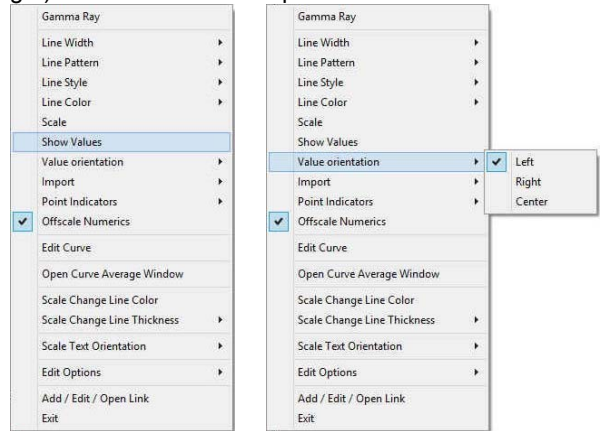 Gamma Ray
Line Width
Line Pattern
Line Style
Line Color
Scale
Show Values
Value orientation
Import
Point Indicators
Offscale Numerics
Edit Curve
Open Curve Average Window
Scale Change Line Color
Scale Change Line Thickness
Scale Text Orientation
Edit Options
Add / Edit / Open Link
Exit
Gamma Ray
Line Width
Line Pattern
Line Style
Line Color
Scale
Show Values
Value orientation
Import
Point Indicators
Offscale Numerics
Edit Curve
Open Curve Average Window
Scale Change Line Color
Scale Change Line Thickness
Scale Text Orientation
Edit Options
Add / Edit / Open Link
Exit
Left
Right
Center